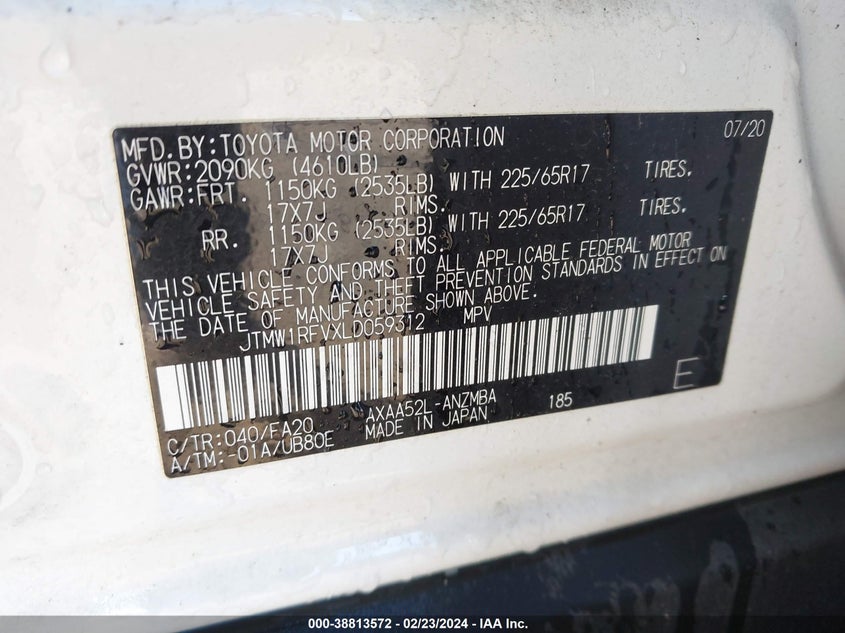 MFD.BY:TOYOTA MOTOR CORPORATION 07/20
GVWR:2090KG (4610LB)
GAWR:FRT. 1150KG (2535LB) WITH 225/65R17 TIRES,
17X7J RIMS.
RR. 1150KG (2535LB) WITH 225/65R17 TIRES,
17X7J RIMS.
THIS VEHICLE CONFORMS TO ALL APPLICABLE FEDERAL MOTOR
VEHICLE SAFETY AND THEFT PREVENTION STANDARDS IN EFFECT ON
THE DATE OF MANUFACTURE SHOWN ABOVE.
JTMW1RFVXLD059312 MPV
E
C/TR:040/FA20 AXAA52L-ANZMBA 185
A/TM:-01A/UB80E MADE IN JAPAN
000-38813572 / 02/23/2024 - IAA Inc.